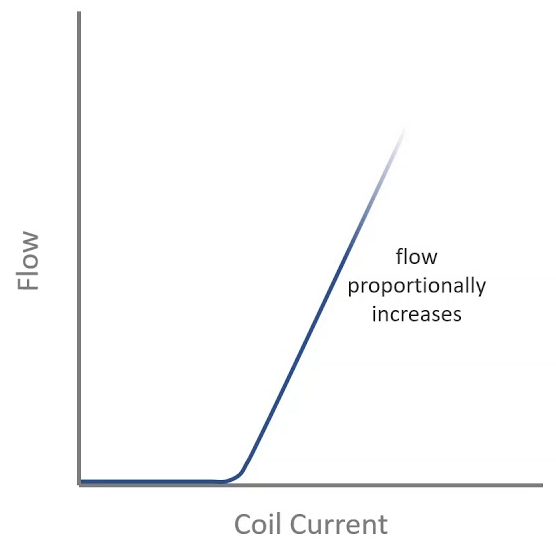 Flow
flow
proportionally
increases
Coil Current